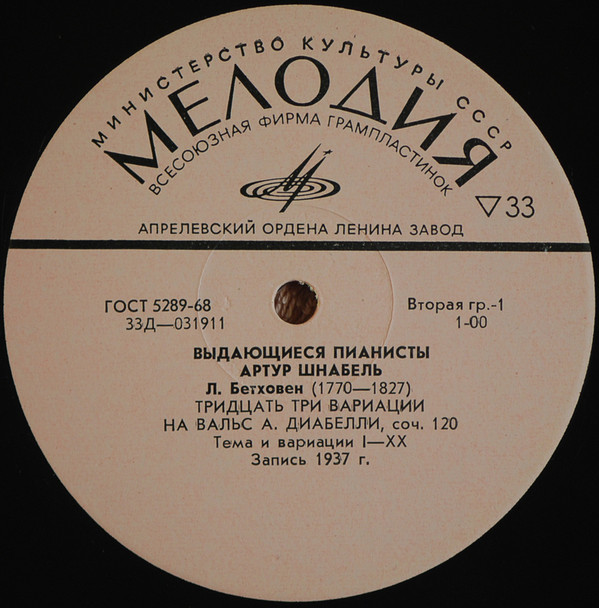 МИНИСТЕРСТВО КУЛЬТУРЫ СССР
МЕЛОДИЯ
ВСЕСОЮЗНАЯ ФИРМА ГРАМПЛАСТИНОК
▽33
АПРЕЛЕВСКИЙ ОРДЕНА ЛЕНИНА ЗАВОД
ГОСТ 5289-68
Вторая гр.-1
33Д—031911
1-00
ВЫДАЮЩИЕСЯ ПИАНИСТЫ
АРТУР ШНАБЕЛЬ
Л. Бетховен (1770—1827)
ТРИДЦАТЬ ТРИ ВАРИАЦИИ
НА ВАЛЬС А. ДИАБЕЛЛИ, соч. 120
Тема и вариации I—XX
Запись 1937 г.